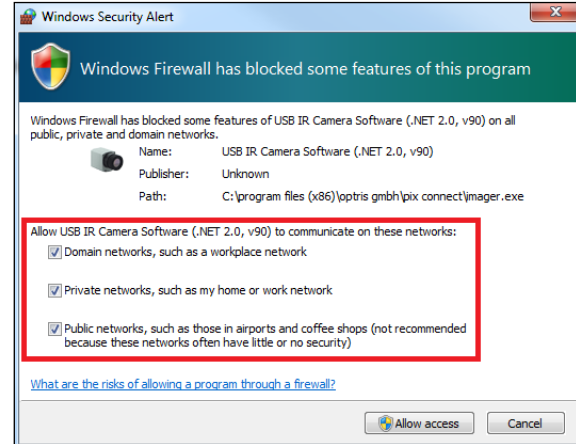 Windows Security Alert
Windows Firewall has blocked some features of this program
Windows Firewall has blocked some features of USB IR Camera Software (.NET 2.0, v90) on all
public, private and domain networks.
Name: USB IR Camera Software (.NET 2.0, v90)
Publisher: Unknown
Path: C:\program files (x86)\optris gmbh\pix connect\imager.exe
Allow USB IR Camera Software (.NET 2.0, v90) to communicate on these networks:
Domain networks, such as a workplace network
Private networks, such as my home or work network
Public networks, such as those in airports and coffee shops (not recommended
because these networks often have little or no security)
What are the risks of allowing a program through a firewall?
Allow access Cancel